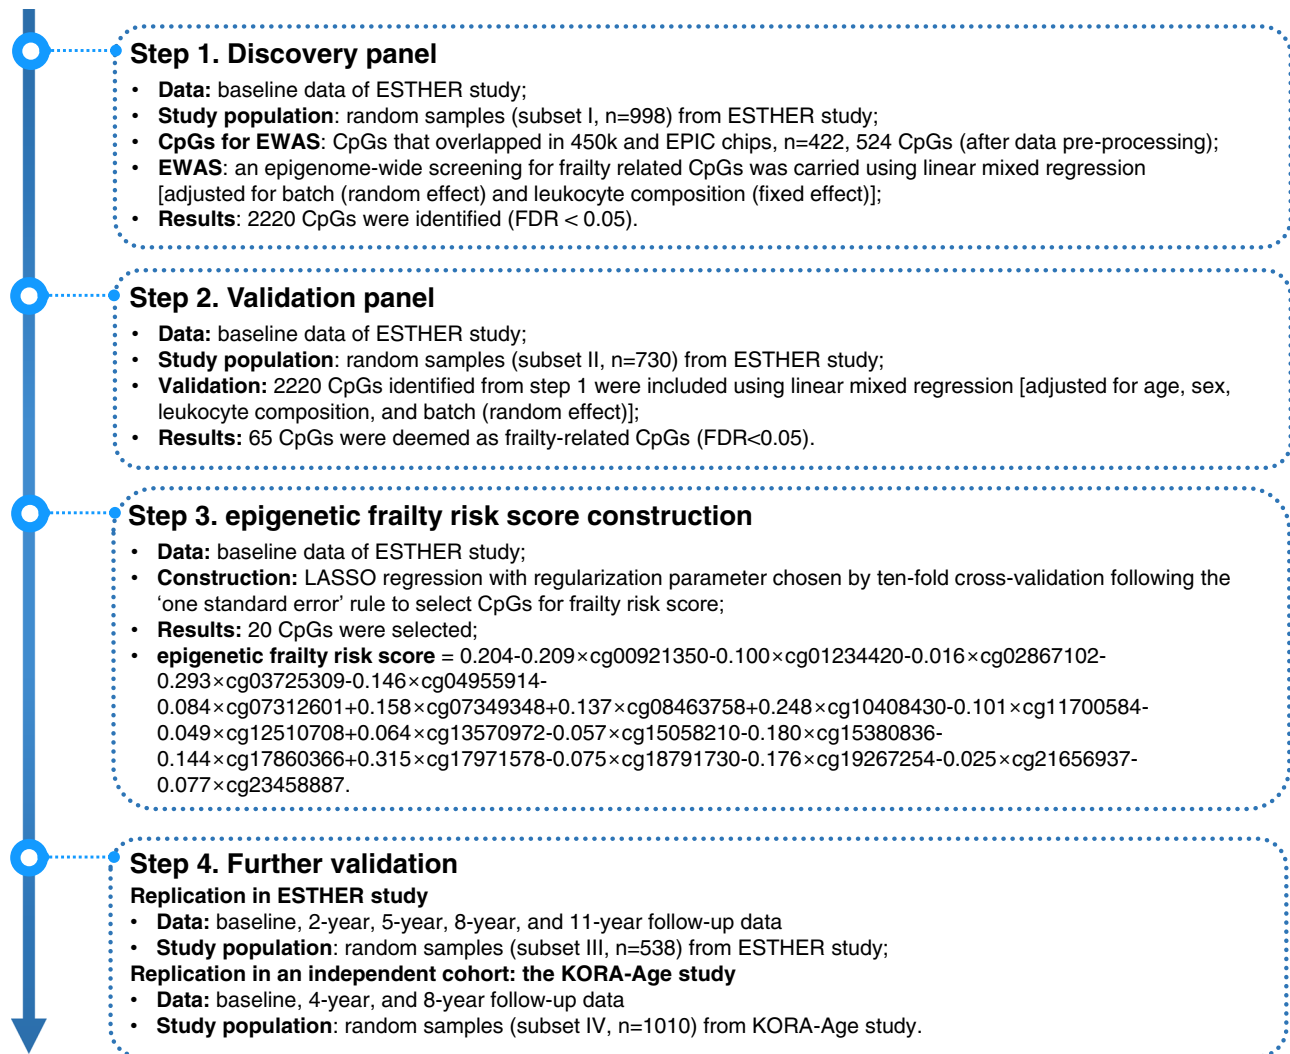 Step 1. Discovery panel
• Data: baseline data of ESTHER study;
• Study population: random samples (subset I, n=998) from ESTHER study;
• CpGs for EWAS: CpGs that overlapped in 450k and EPIC chips, n=422, 524 CpGs (after data pre-processing);
• EWAS: an epigenome-wide screening for frailty related CpGs was carried using linear mixed regression
[adjusted for batch (random effect) and leukocyte composition (fixed effect)];
• Results: 2220 CpGs were identified (FDR < 0.05).
Step 2. Validation panel
• Data: baseline data of ESTHER study;
• Study population: random samples (subset II, n=730) from ESTHER study;
• Validation: 2220 CpGs identified from step 1 were included using linear mixed regression [adjusted for age, sex,
leukocyte composition, and batch (random effect)];
• Results: 65 CpGs were deemed as frailty-related CpGs (FDR<0.05).
Step 3. epigenetic frailty risk score construction
• Data: baseline data of ESTHER study;
• Construction: LASSO regression with regularization parameter chosen by ten-fold cross-validation following the
‘one standard error’ rule to select CpGs for frailty risk score;
• Results: 20 CpGs were selected;
• epigenetic frailty risk score = 0.204-0.209×cg00921350-0.100×cg01234420-0.016×cg02867102-
0.293×cg03725309-0.146×cg04955914-
0.084×cg07312601+0.158×cg07349348+0.137×cg08463758+0.248×cg10408430-0.101×cg11700584-
0.049×cg12510708+0.064×cg13570972-0.057×cg15058210-0.180×cg15380836-
0.144×cg17860366+0.315×cg17971578-0.075×cg18791730-0.176×cg19267254-0.025×cg21656937-
0.077×cg23458887.
Step 4. Further validation
Replication in ESTHER study
• Data: baseline, 2-year, 5-year, 8-year, and 11-year follow-up data
• Study population: random samples (subset III, n=538) from ESTHER study;
Replication in an independent cohort: the KORA-Age study
• Data: baseline, 4-year, and 8-year follow-up data
• Study population: random samples (subset IV, n=1010) from KORA-Age study.